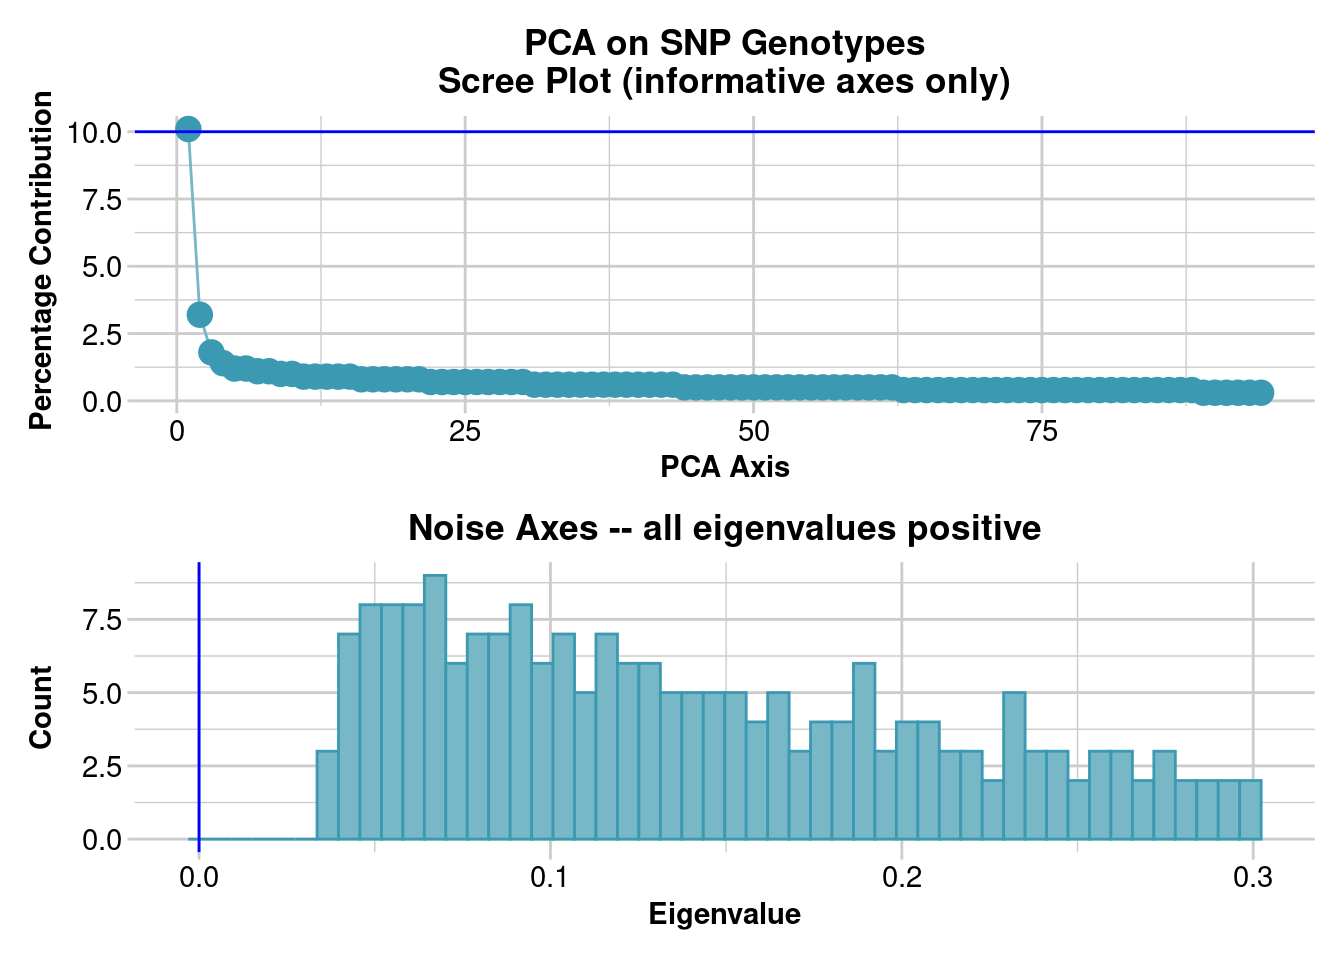 PCA on SNP Genotypes
Scree Plot (informative axes only)
Percentage Contribution
10.0
7.5
5.0
2.5
0.0
0 25 50 75
PCA Axis
Noise Axes -- all eigenvalues positive
Count
7.5
5.0
2.5
0.0
0.0 0.1 0.2 0.3
Eigenvalue